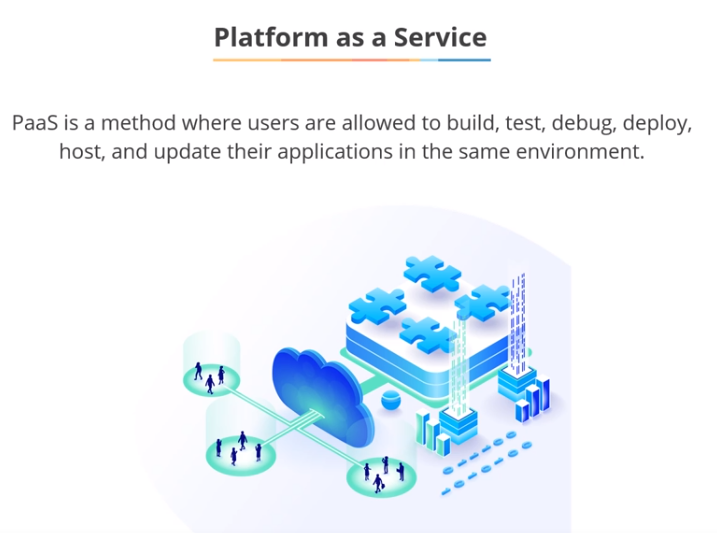 Platform as a Service
PaaS is a method where users are allowed to build, test, debug, deploy,
host, and update their applications in the same environment.